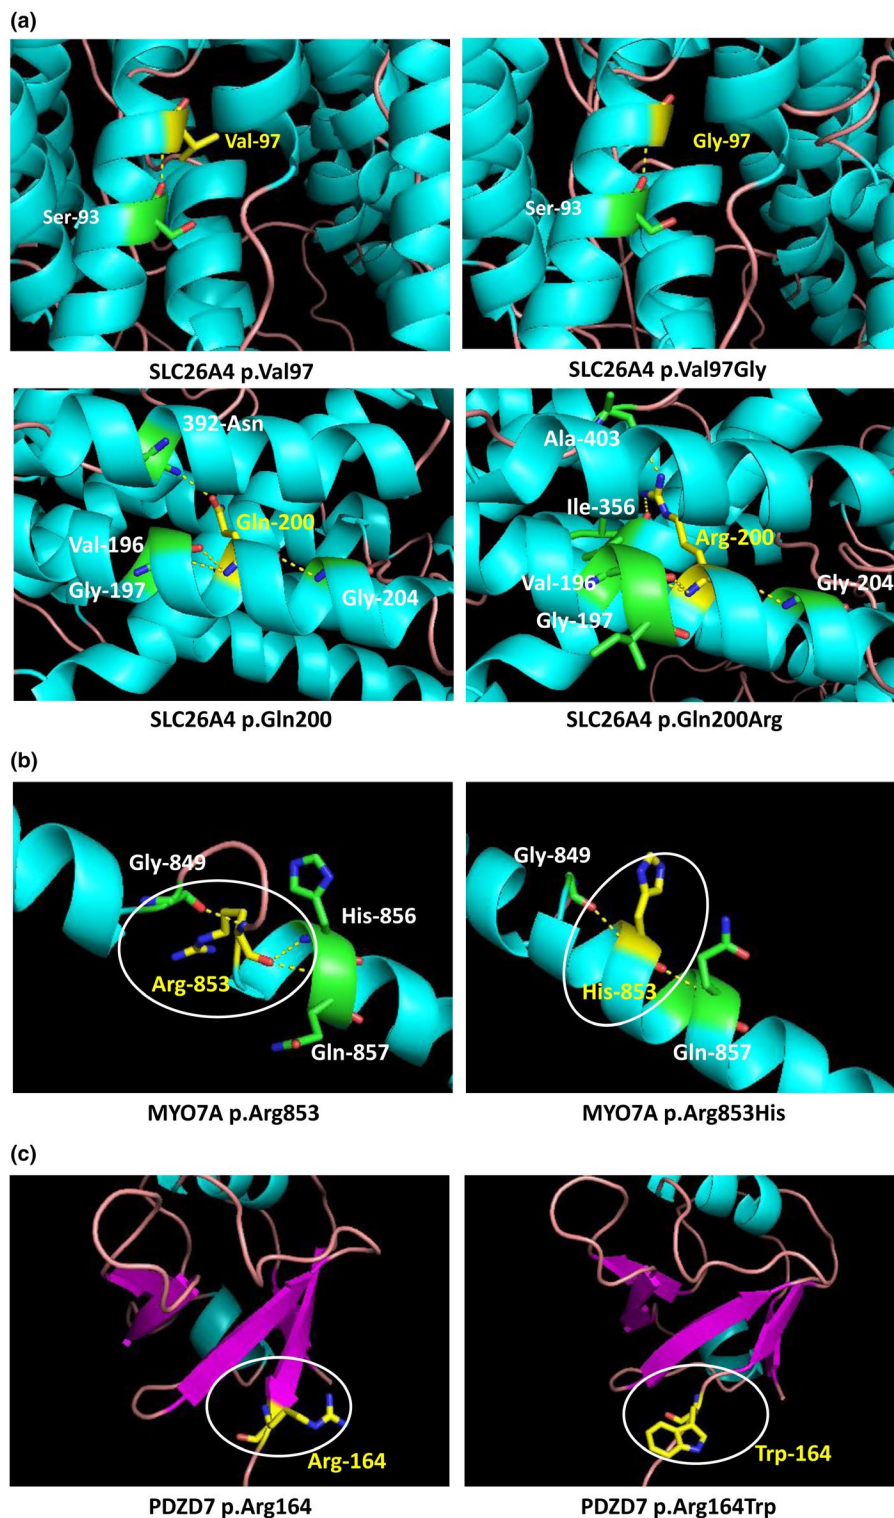 (a)
Val-97
Ser-93
Gly-97
Ser-93
SLC26A4 p.Val97
SLC26A4 p.Val97Gly
392-Asn
Gln-200
Val-196
Gly-197
Gly-204
Ala-403
Ile-356
Arg-200
Val-196
Gly-204
Gly-197
SLC26A4 p.Gln200
SLC26A4 p.Gln200Arg
(b)
Gly-849
His-856
Arg-853
Gln-857
Gly-849
His-853
Gln-857
MYO7A p.Arg853
MYO7A p.Arg853His
(c)
Arg-164
Trp-164
PDZD7 p.Arg164
PDZD7 p.Arg164Trp